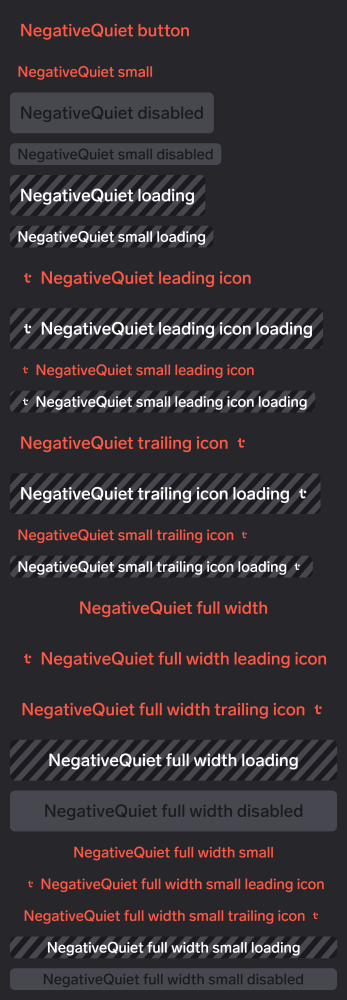 NegativeQuiet button
NegativeQuiet small
NegativeQuiet disabled
NegativeQuiet small disabled
NegativeQuiet loading
NegativeQuiet small loading
NegativeQuiet leading icon
NegativeQuiet leading icon loading
NegativeQuiet small leading icon
NegativeQuiet small leading icon loading
NegativeQuiet trailing icon
NegativeQuiet trailing icon loading
NegativeQuiet small trailing icon
NegativeQuiet small trailing icon loading
NegativeQuiet full width
NegativeQuiet full width leading icon
NegativeQuiet full width trailing icon
NegativeQuiet full width loading
NegativeQuiet full width disabled
NegativeQuiet full width small
NegativeQuiet full width small leading icon
NegativeQuiet full width small trailing icon
NegativeQuiet full width small loading
NegativeQuiet full width small disabled